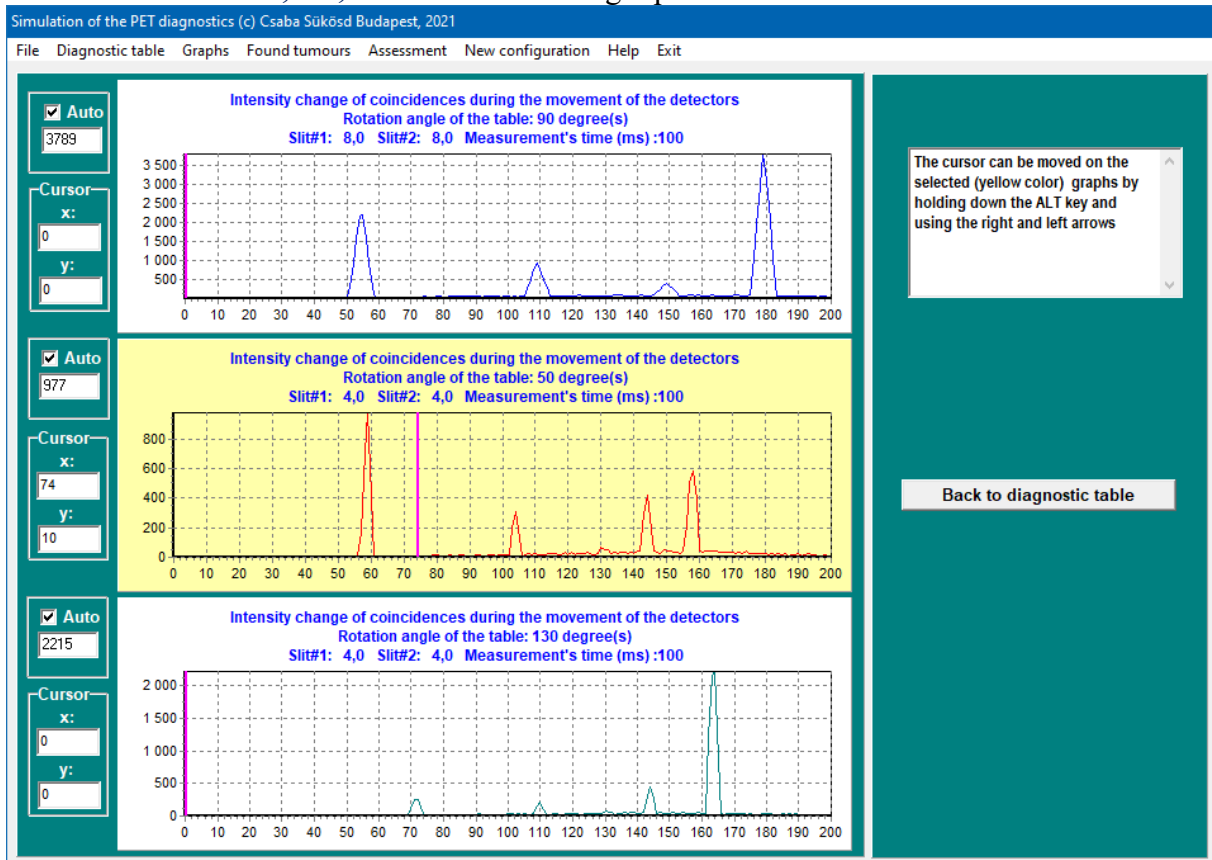 Simulation of the PET diagnostics (c) Csaba Sükösd Budapest, 2021
File Diagnostic table Graphs Found tumours Assessment New configuration Help Exit
Auto
3789
Cursor
x:
0
y:
0
Intensity change of coincidences during the movement of the detectors
Rotation angle of the table: 90 degree(s)
Slit#1: 8,0 Slit#2: 8,0 Measurement's time (ms) :100
3 500
3 000
2 500
2 000
1 500
1 000
500
0 10 20 30 40 50 60 70 80 90 100 110 120 130 140 150 160 170 180 190 200
Auto
977
Cursor
x:
74
y:
10
Intensity change of coincidences during the movement of the detectors
Rotation angle of the table: 50 degree(s)
Slit#1: 4,0 Slit#2: 4,0 Measurement's time (ms) :100
800
600
400
200
0
0 10 20 30 40 50 60 70 80 90 100 110 120 130 140 150 160 170 180 190 200
Auto
2215
Cursor
x:
0
y:
0
Intensity change of coincidences during the movement of the detectors
Rotation angle of the table: 130 degree(s)
Slit#1: 4,0 Slit#2: 4,0 Measurement's time (ms) :100
2 000
1 500
1 000
500
0
0 10 20 30 40 50 60 70 80 90 100 110 120 130 140 150 160 170 180 190 200
The cursor can be moved on the
selected (yellow color) graphs by
holding down the ALT key and
using the right and left arrows
Back to diagnostic table